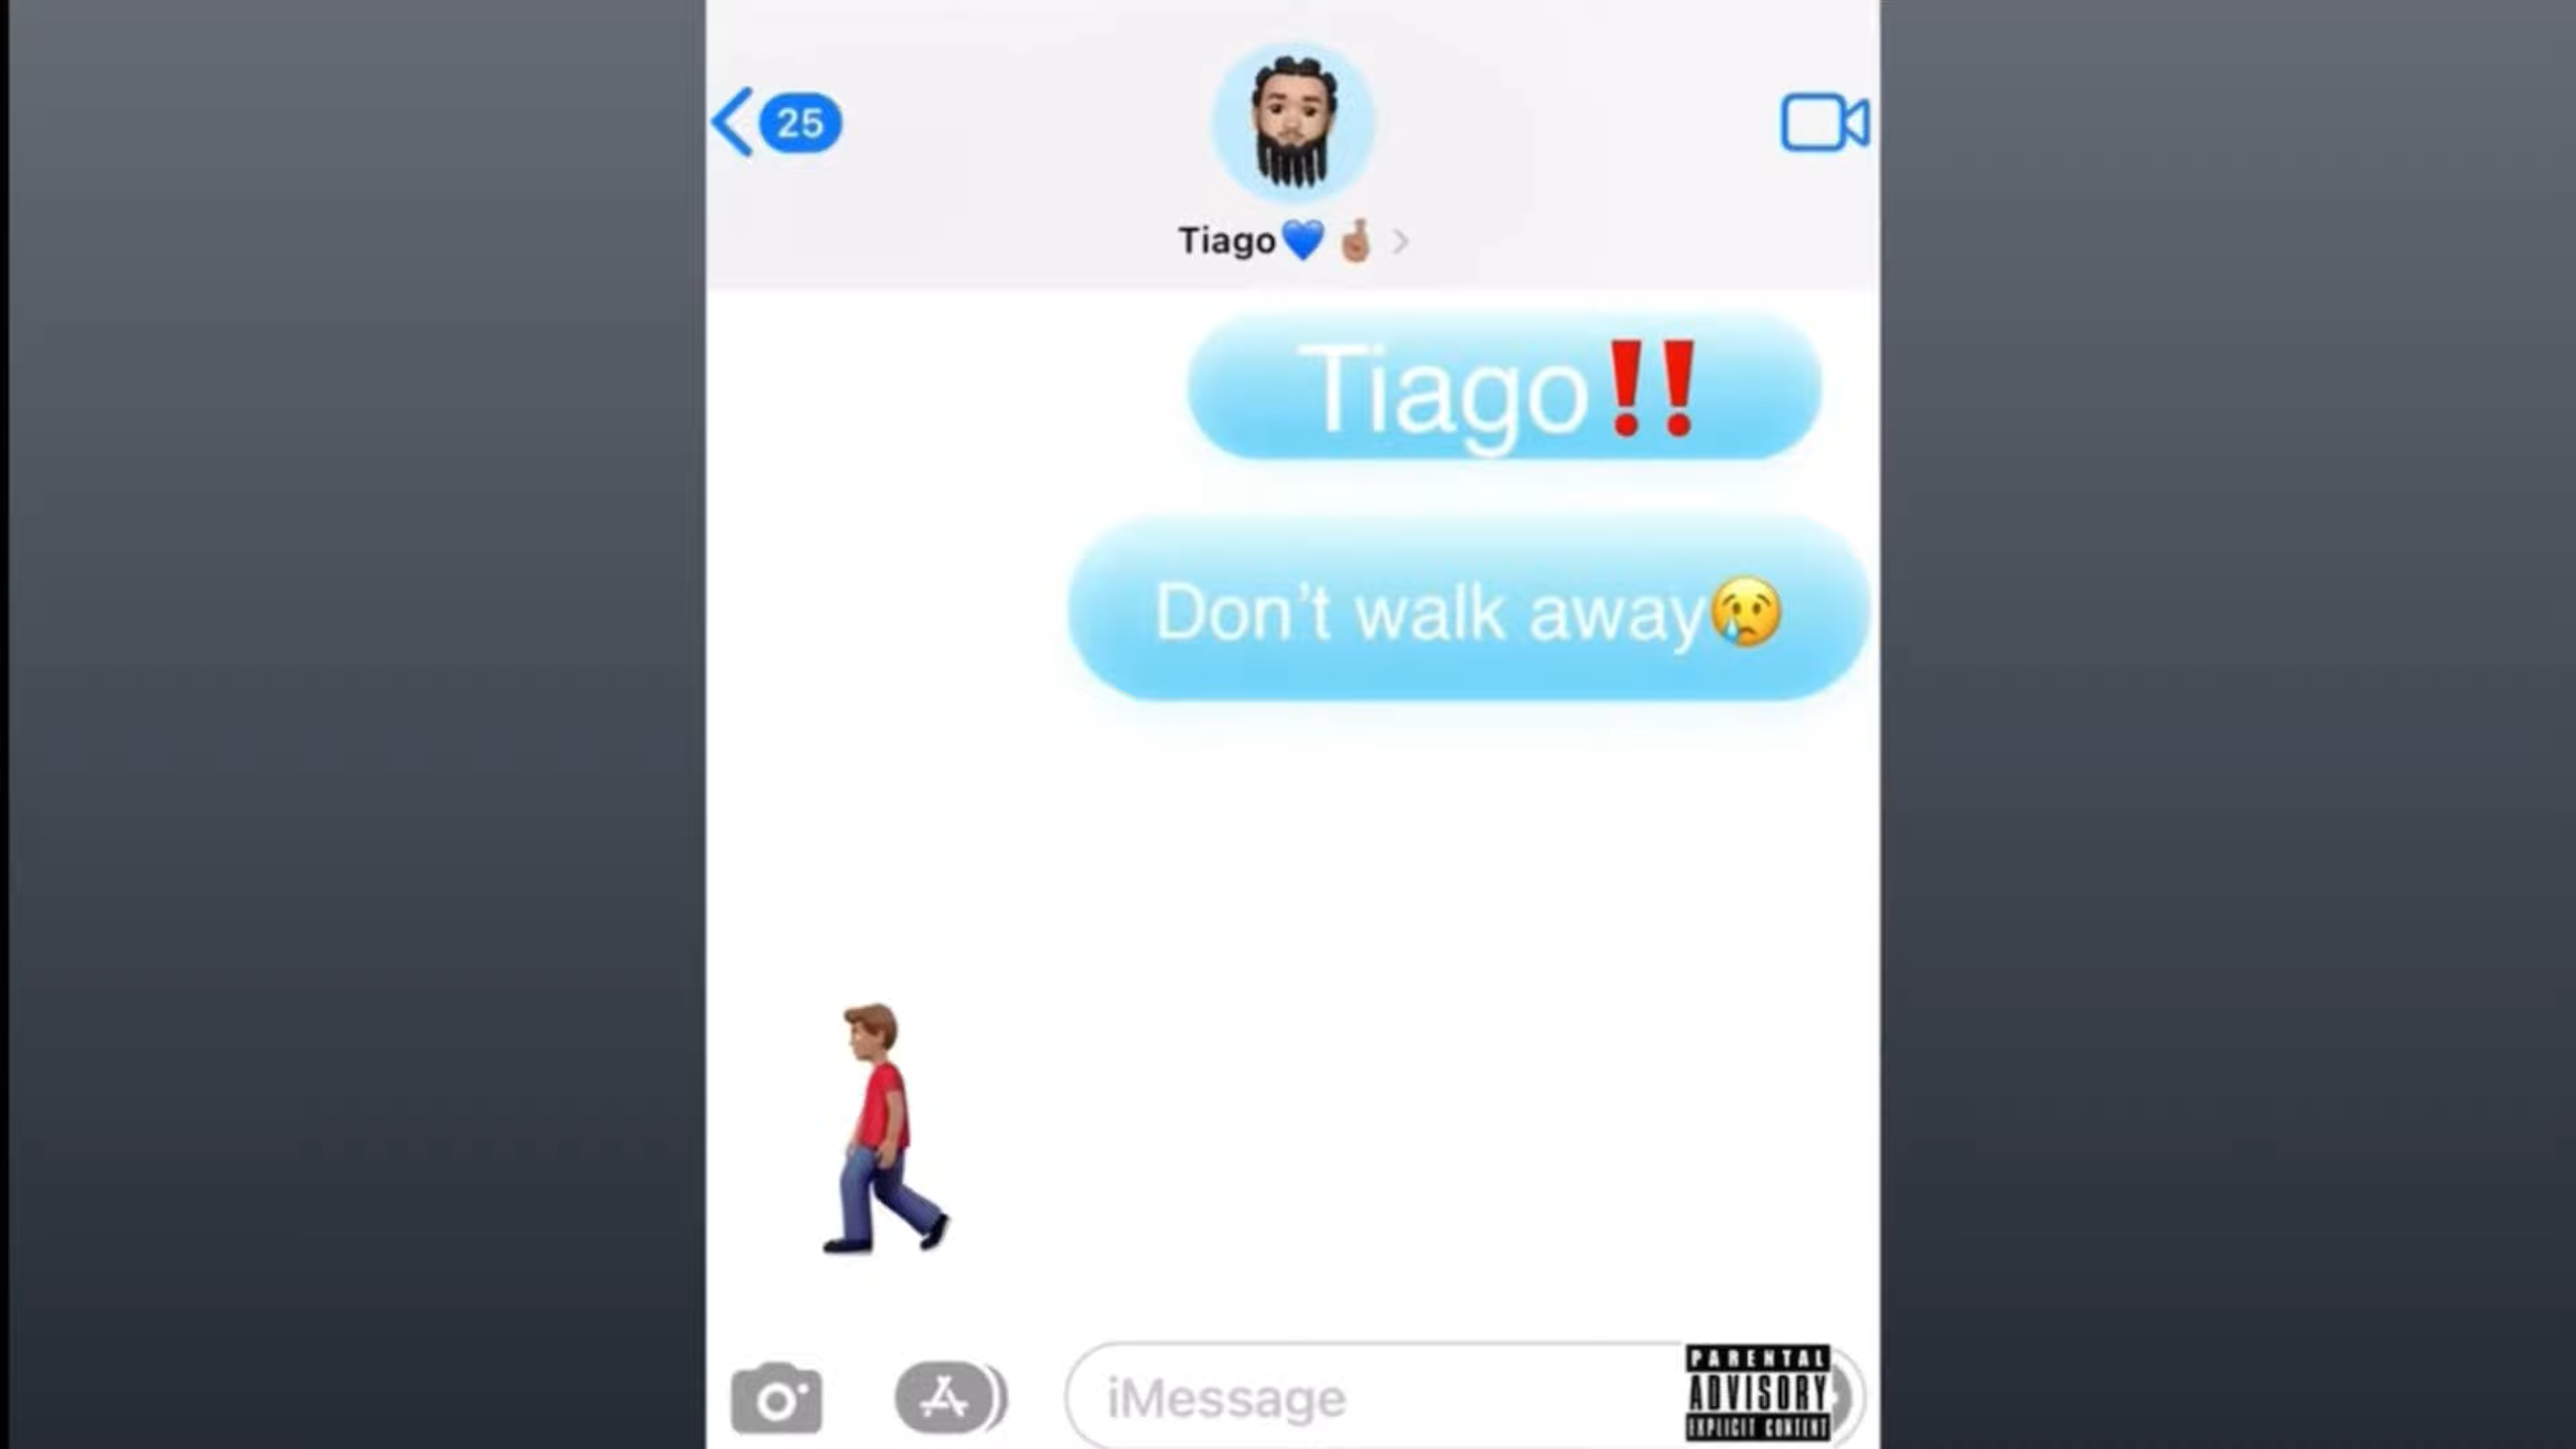 25
Tiago💙🤞🏽
Tiago‼️
Don't walk away😢
iMessage
PARENTAL
ADVISORY
EXPLICIT CONTENT